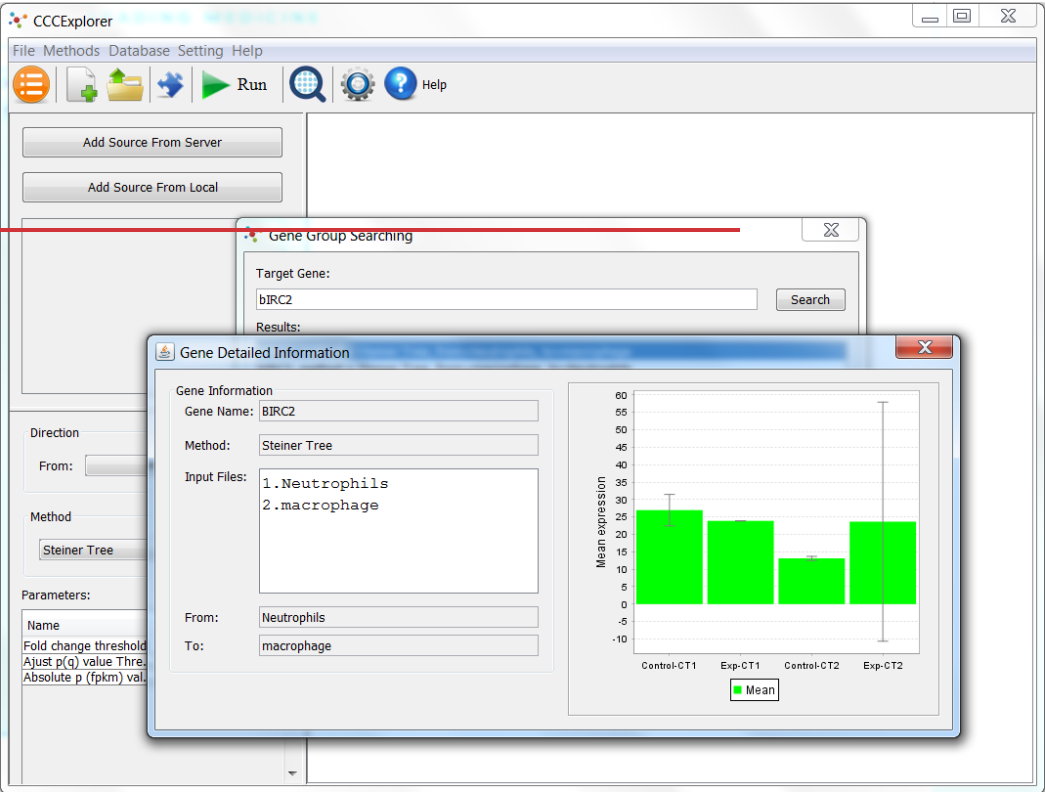 CCCExplorer
File Methods Database Setting Help
Run
Help
Add Source From Server
Add Source From Local
Gene Group Searching
Target Gene:
bIRC2
Search
Results:
Gene Detailed Information
Gene Information
Gene Name: BIRC2
Method: Steiner Tree
Input Files: 1.Neutrophils
2.macrophage
From: Neutrophils
To: macrophage
Mean expression
60
55
50
45
40
35
30
25
20
15
10
5
0
-5
-10
Control-CT1 Exp-CT1 Control-CT2 Exp-CT2
Mean
Direction
From:
Method
Steiner Tree
Parameters:
Name
Fold change threshold
Ajust p(q) value Thre.
Absolute p (fpkm) val.